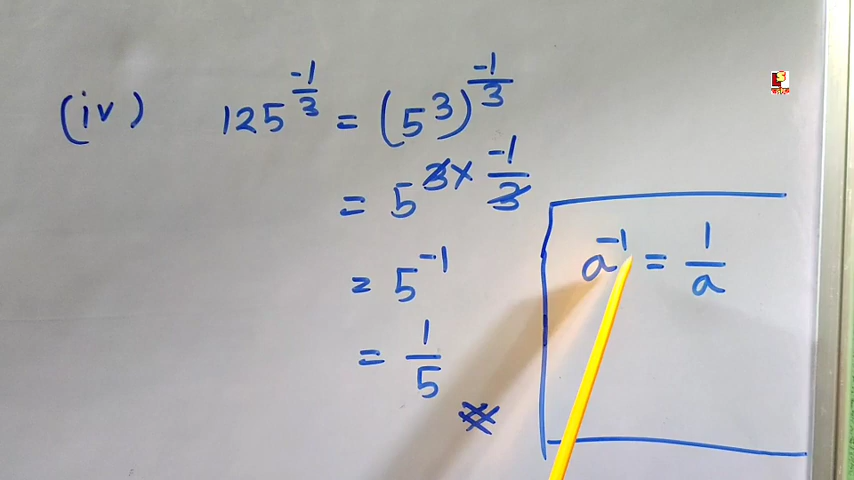 (iv) 125^(-1/3) = (5^3)^(-1/3)
= 5^(3 × -1/3)
= 5^(-1)
= 1/5
a^(-1) = 1/a